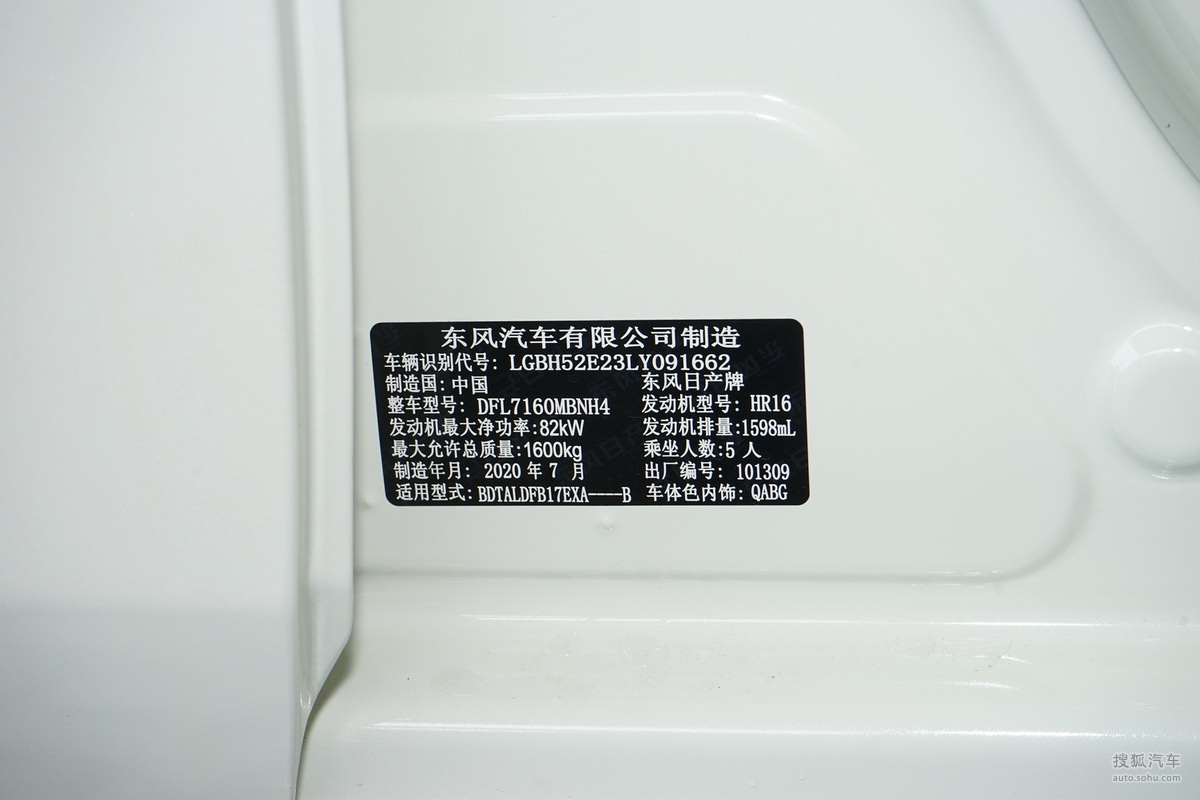 东风汽车有限公司制造
车辆识别代号: LGBH52E23LY091662
制造国: 中国 东风日产牌
整车型号: DFL7160MBNH4 发动机型号: HR16
发动机最大净功率:82kW 发动机排量:1598mL
最大允许总质量:1600kg 乘坐人数:5 人
制造年月: 2020 年 7 月 出厂编号: 101309
适用型式: BDTALDFB17EXA----B 车体色内饰: QABG
搜狐汽车
auto.sohu.com